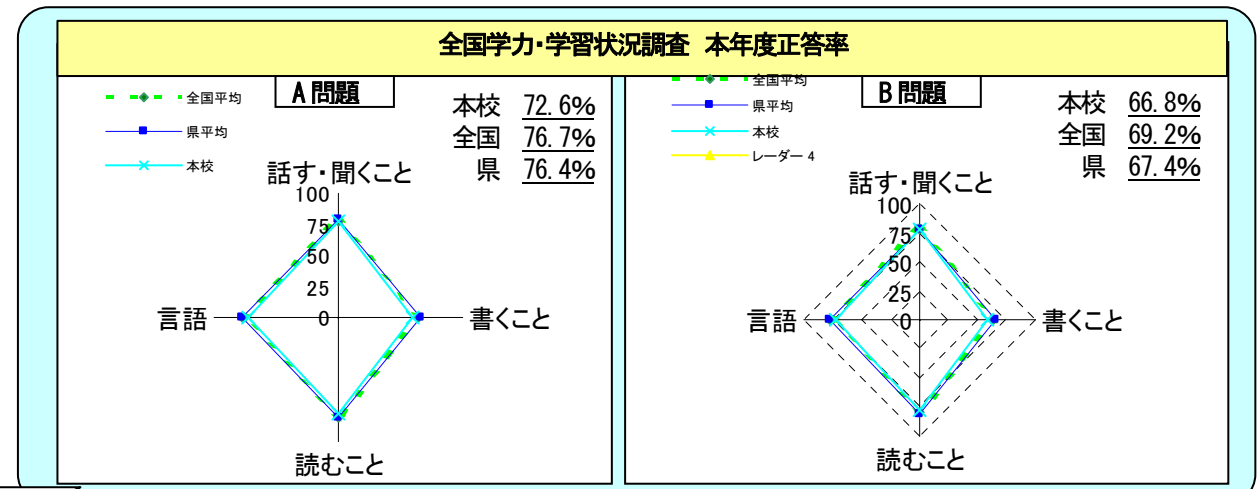 全国学力・学習状況調査 本年度正答率
A問題
全国平均
県平均
本校
本校 72.6%
全国 76.7%
県 76.4%
話す・聞くこと
100
75
50
25
0
言語
書くこと
読むこと
B問題
全国平均
県平均
本校
レーダー 4
本校 66.8%
全国 69.2%
県 67.4%
話す・聞くこと
100
75
50
25
0
言語
書くこと
読むこと